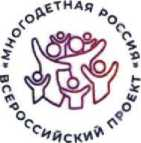 «МНОГОДЕТНАЯ РОССИЯ»
ВСЕРОССИЙСКИЙ ПРОЕКТ